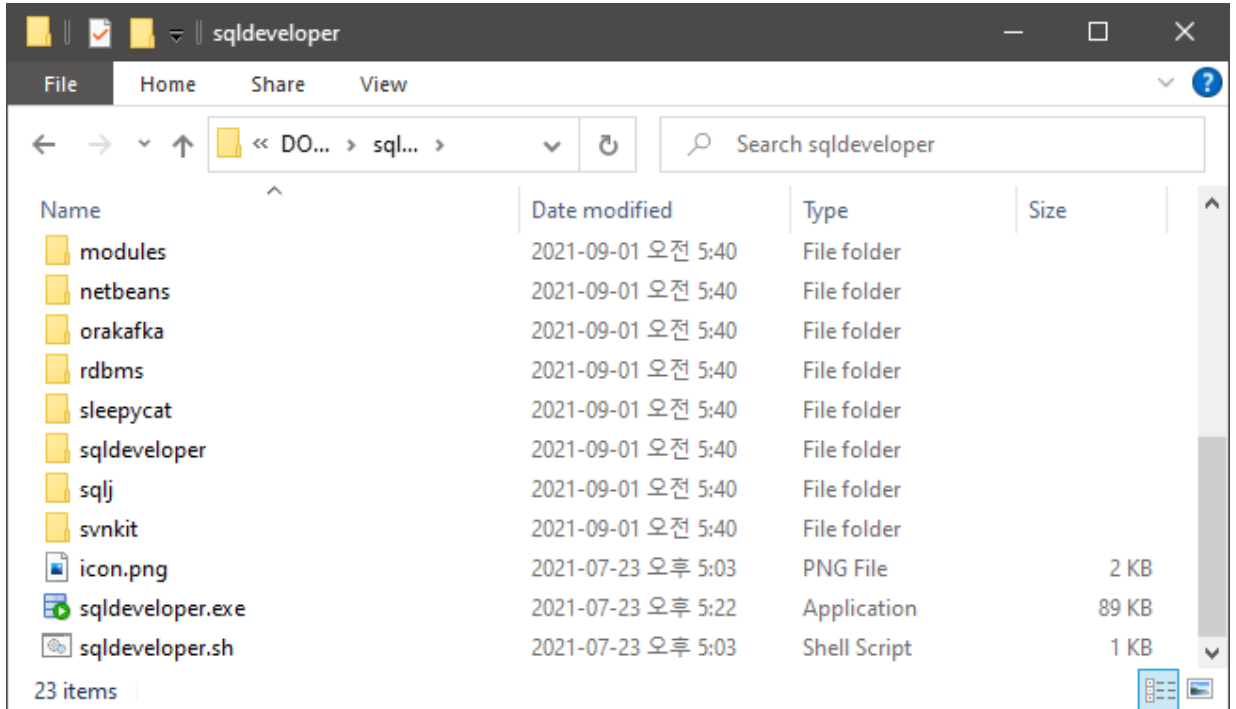 sqldeveloper
File Home Share View
« DO... › sql... › Search sqldeveloper
Name Date modified Type Size
modules 2021-09-01 오전 5:40 File folder
netbeans 2021-09-01 오전 5:40 File folder
orakafka 2021-09-01 오전 5:40 File folder
rdbms 2021-09-01 오전 5:40 File folder
sleepycat 2021-09-01 오전 5:40 File folder
sqldeveloper 2021-09-01 오전 5:40 File folder
sqlj 2021-09-01 오전 5:40 File folder
svnkit 2021-09-01 오전 5:40 File folder
icon.png 2021-07-23 오후 5:03 PNG File 2 KB
sqldeveloper.exe 2021-07-23 오후 5:22 Application 89 KB
sqldeveloper.sh 2021-07-23 오후 5:03 Shell Script 1 KB
23 items